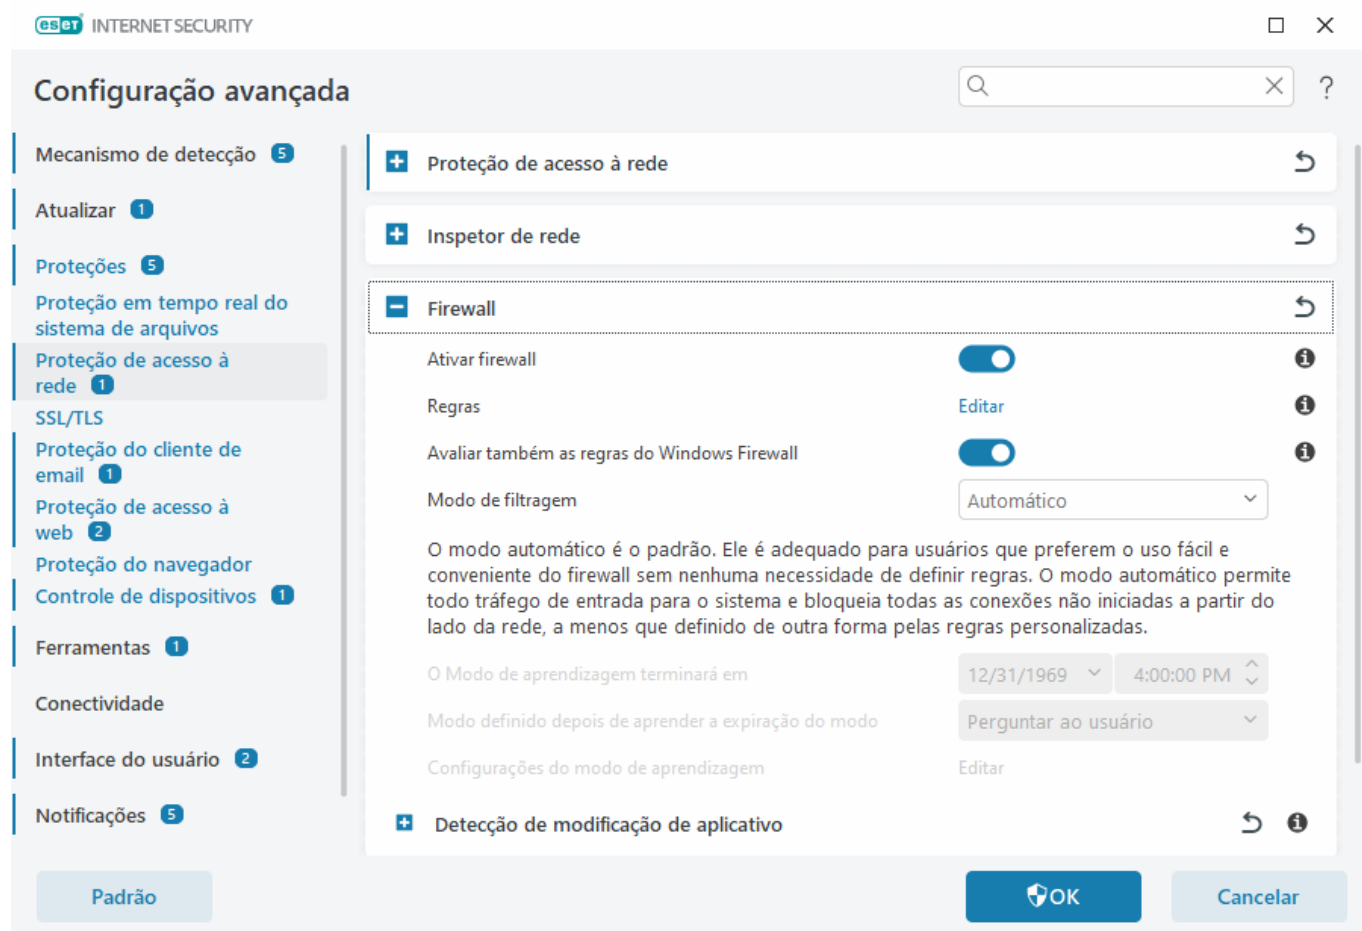 eset INTERNET SECURITY
Configuração avançada
?
Mecanismo de detecção 5
Atualizar 1
Proteções 5
Proteção em tempo real do
sistema de arquivos
Proteção de acesso à
rede 1
SSL/TLS
Proteção do cliente de
email 1
Proteção de acesso à
web 2
Proteção do navegador
Controle de dispositivos 1
Ferramentas 1
Conectividade
Interface do usuário 2
Notificações 5
Proteção de acesso à rede
Inspetor de rede
Firewall
Ativar firewall
Regras Editar
Avaliar também as regras do Windows Firewall
Modo de filtragem Automático
O modo automático é o padrão. Ele é adequado para usuários que preferem o uso fácil e
conveniente do firewall sem nenhuma necessidade de definir regras. O modo automático permite
todo tráfego de entrada para o sistema e bloqueia todas as conexões não iniciadas a partir do
lado da rede, a menos que definido de outra forma pelas regras personalizadas.
O Modo de aprendizagem terminará em 12/31/1969 4:00:00 PM
Modo definido depois de aprender a expiração do modo Perguntar ao usuário
Configurações do modo de aprendizagem Editar
Detecção de modificação de aplicativo
Padrão OK Cancelar